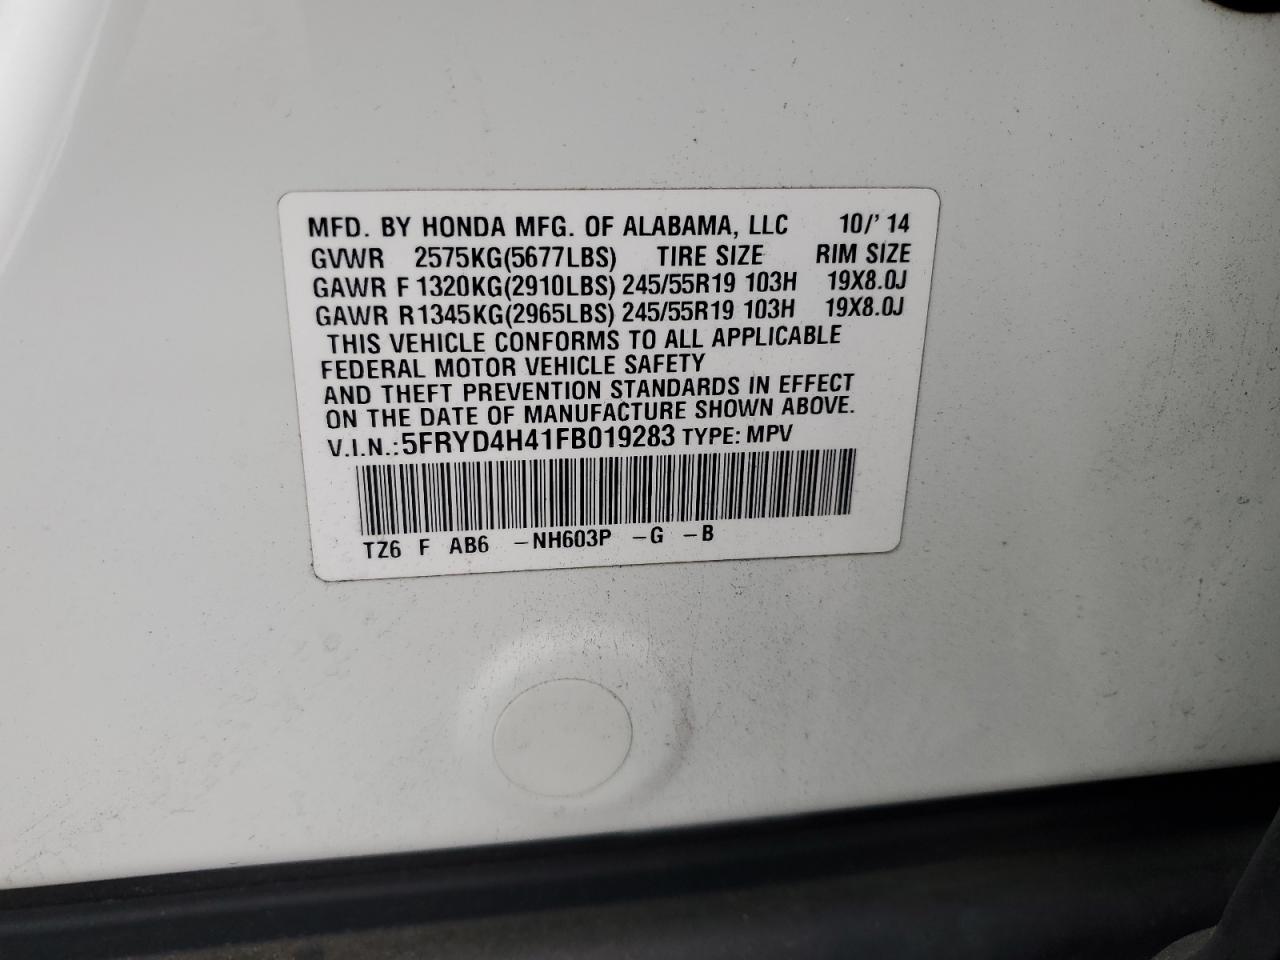 MFD. BY HONDA MFG. OF ALABAMA, LLC 10/'14
GVWR 2575KG(5677LBS) TIRE SIZE RIM SIZE
GAWR F 1320KG(2910LBS) 245/55R19 103H 19X8.0J
GAWR R1345KG(2965LBS) 245/55R19 103H 19X8.0J
THIS VEHICLE CONFORMS TO ALL APPLICABLE
FEDERAL MOTOR VEHICLE SAFETY
AND THEFT PREVENTION STANDARDS IN EFFECT
ON THE DATE OF MANUFACTURE SHOWN ABOVE.
V.I.N.:5FRYD4H41FB019283 TYPE: MPV
TZ6 F AB6 -NH603P -G -B